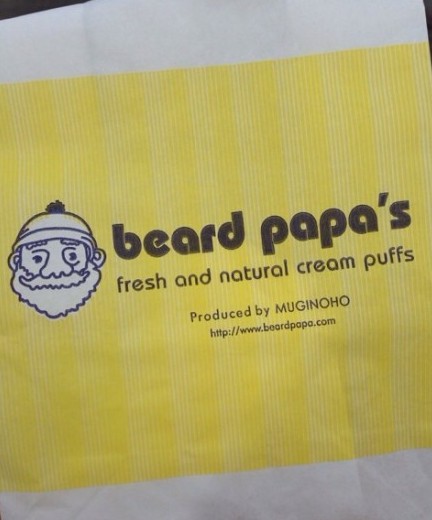 beard papa's
fresh and natural cream puffs
Produced by MUGINOHO
http://www.beardpapa.com